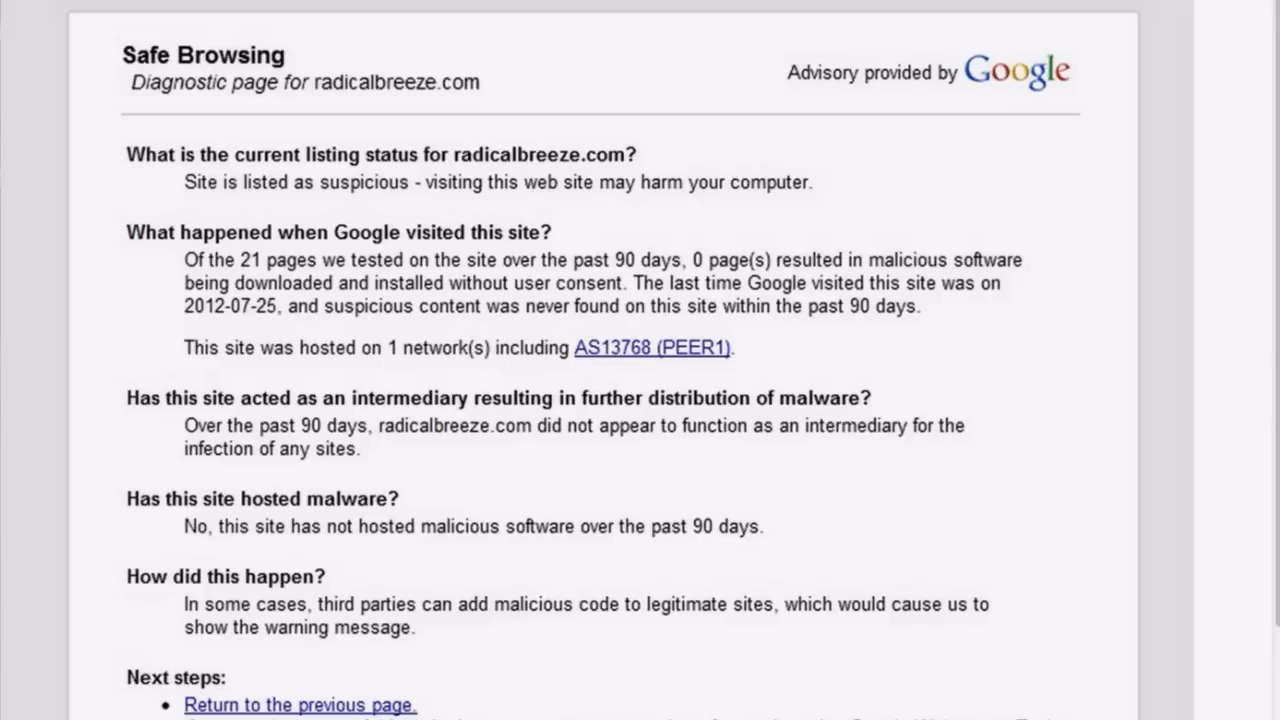 Safe Browsing
Diagnostic page for radicalbreeze.com
Advisory provided by Google
What is the current listing status for radicalbreeze.com?
Site is listed as suspicious - visiting this web site may harm your computer.
What happened when Google visited this site?
Of the 21 pages we tested on the site over the past 90 days, 0 page(s) resulted in malicious software
being downloaded and installed without user consent. The last time Google visited this site was on
2012-07-25, and suspicious content was never found on this site within the past 90 days.
This site was hosted on 1 network(s) including AS13768 (PEER1).
Has this site acted as an intermediary resulting in further distribution of malware?
Over the past 90 days, radicalbreeze.com did not appear to function as an intermediary for the
infection of any sites.
Has this site hosted malware?
No, this site has not hosted malicious software over the past 90 days.
How did this happen?
In some cases, third parties can add malicious code to legitimate sites, which would cause us to
show the warning message.
Next steps:
• Return to the previous page.